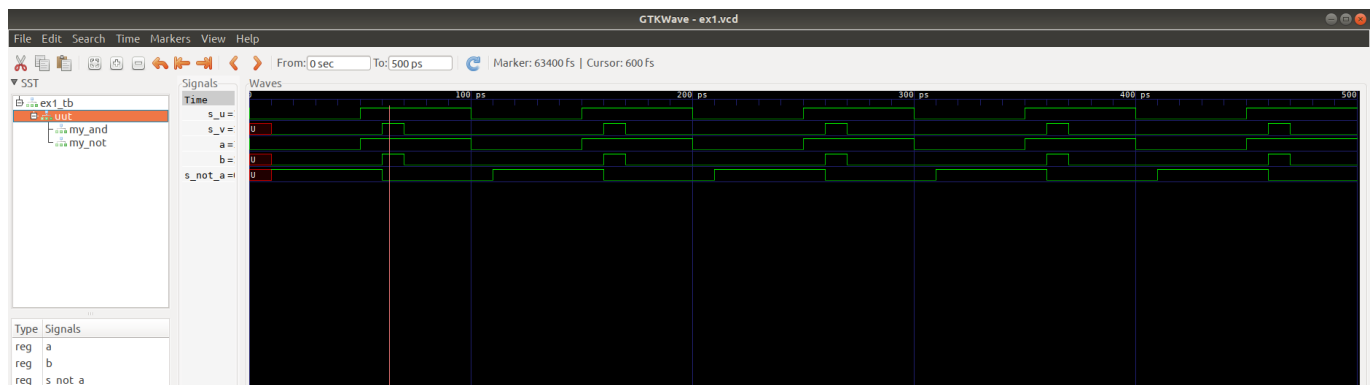 GTKWave - ex1.vcd
File Edit Search Time Markers View Help
From: 0 sec To: 500 ps Marker: 63400 fs | Cursor: 600 fs
SST
ex1_tb
uut
my_and
my_not
Type Signals
reg a
reg b
reg s_not_a
Signals
Time
s_u=
s_v=
a=
b=
s_not_a=
Waves
100 ps 200 ps 300 ps 400 ps 500
U
U
U